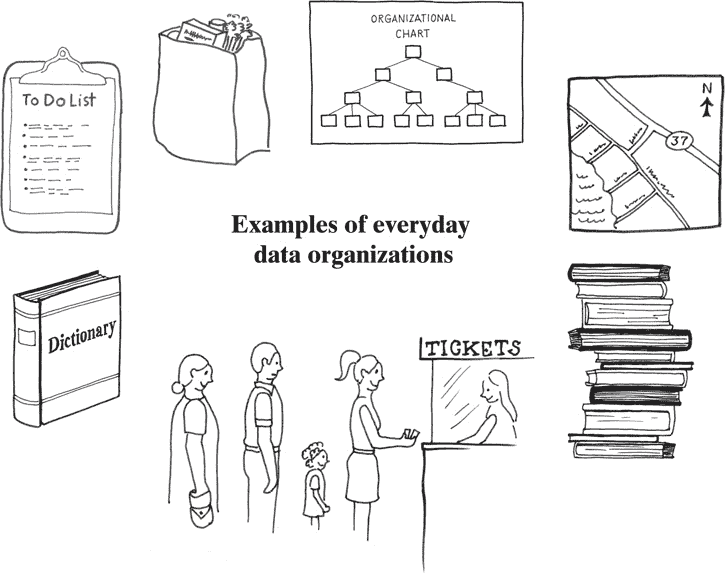 ORGANIZATIONAL
CHART
To Do List
N
37
Examples of everyday
data organizations
Dictionary
TICKETS